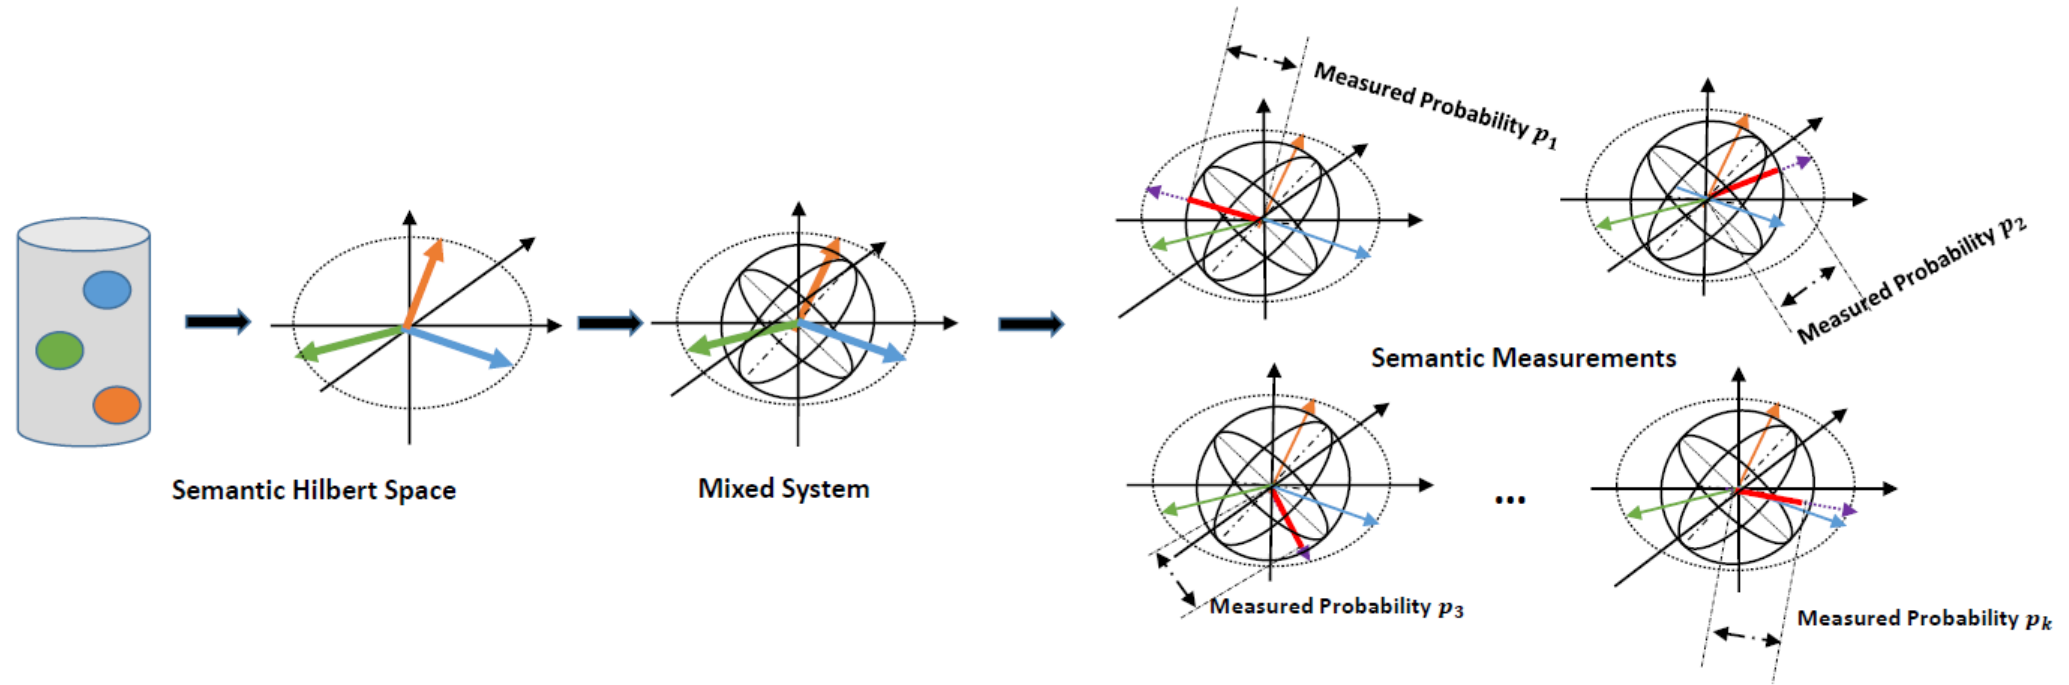 Measured Probability p1
Measured Probability p2
Semantic Measurements
Semantic Hilbert Space
Mixed System
...
Measured Probability p3
Measured Probability pk